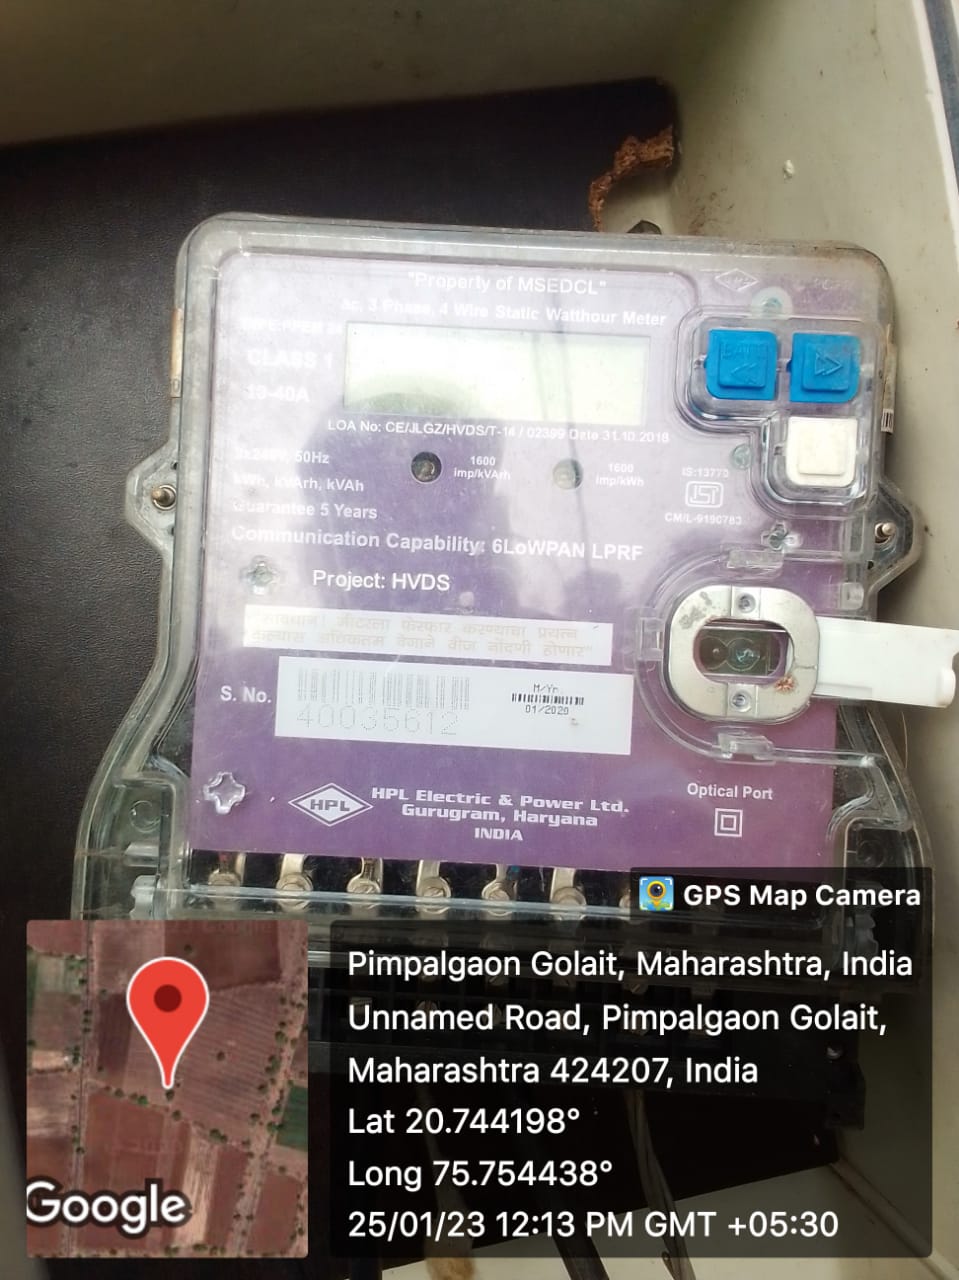 "Property of MSEDCL"
ac, 3 Phase, 4 Wire Static Watthour Meter
CLASS 1
10-40A
LOA No: CE/JLGZ/HVDS/T-14 / 02399 Date 31.10.2018
3x240V, 50Hz
1600
imp/kVArh
1600
imp/kWh
kWh, kVArh, kVAh
Guarantee 5 Years
IS:13779
CM/L-9190783
Communication Capability: 6LoWPAN LPRF
Project: HVDS
"सावधान! मीटरला फेरफार करण्याचा प्रयत्न
केल्यास अधिकतम वेगाने वीज नोंदणी होणार"
S. No.
40035612
M/Yr.
01/2020
HPL
HPL Electric & Power Ltd.
Gurugram, Haryana
INDIA
Optical Port
GPS Map Camera
Pimpalgaon Golait, Maharashtra, India
Unnamed Road, Pimpalgaon Golait,
Maharashtra 424207, India
Lat 20.744198°
Long 75.754438°
25/01/23 12:13 PM GMT +05:30
Google